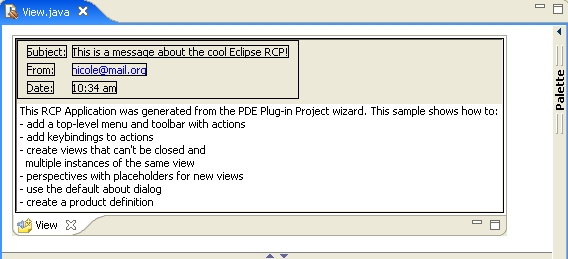 View.java
Subject: This is a message about the cool Eclipse RCP!
From: nicole@mail.org
Date: 10:34 am
This RCP Application was generated from the PDE Plug-in Project wizard. This sample shows how to:
- add a top-level menu and toolbar with actions
- add keybindings to actions
- create views that can't be closed and
multiple instances of the same view
- perspectives with placeholders for new views
- use the default about dialog
- create a product definition
View
Palette